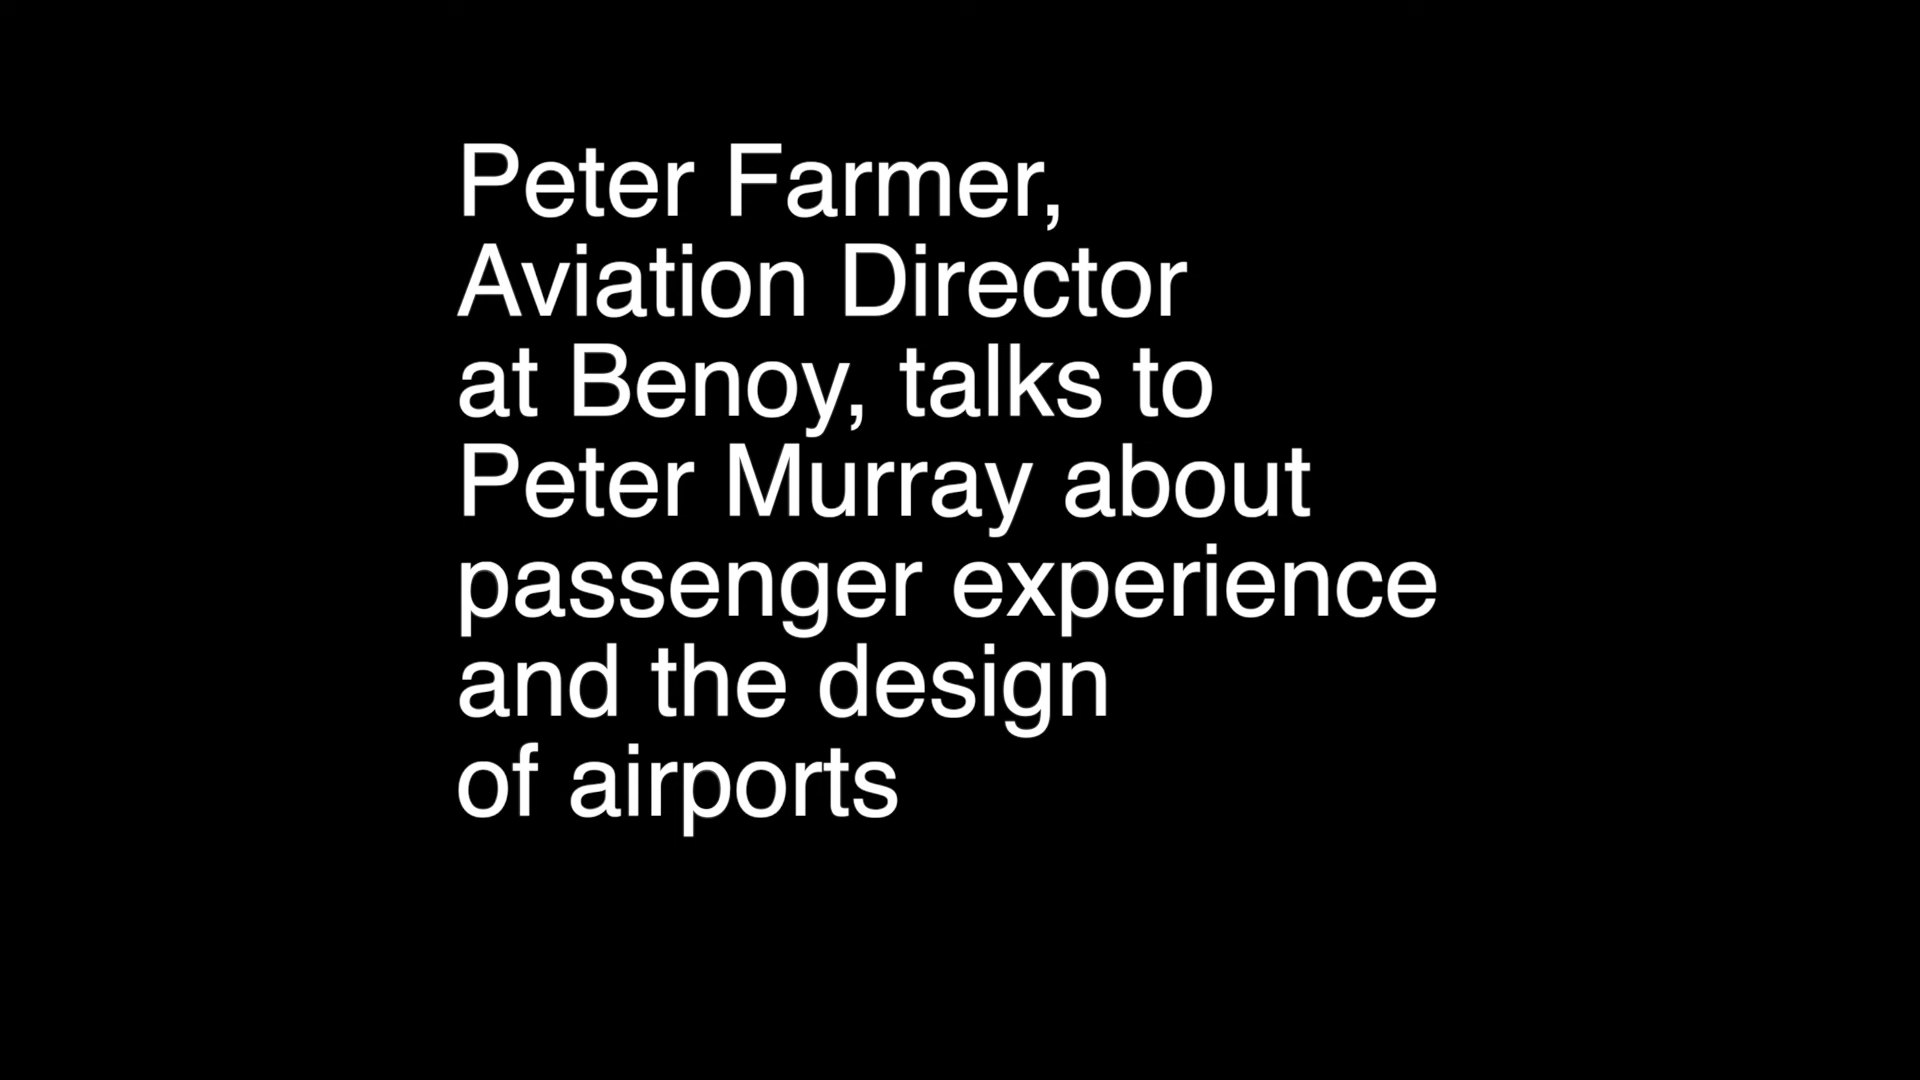 Peter Farmer,
Aviation Director
at Benoy, talks to
Peter Murray about
passenger experience
and the design
of airports